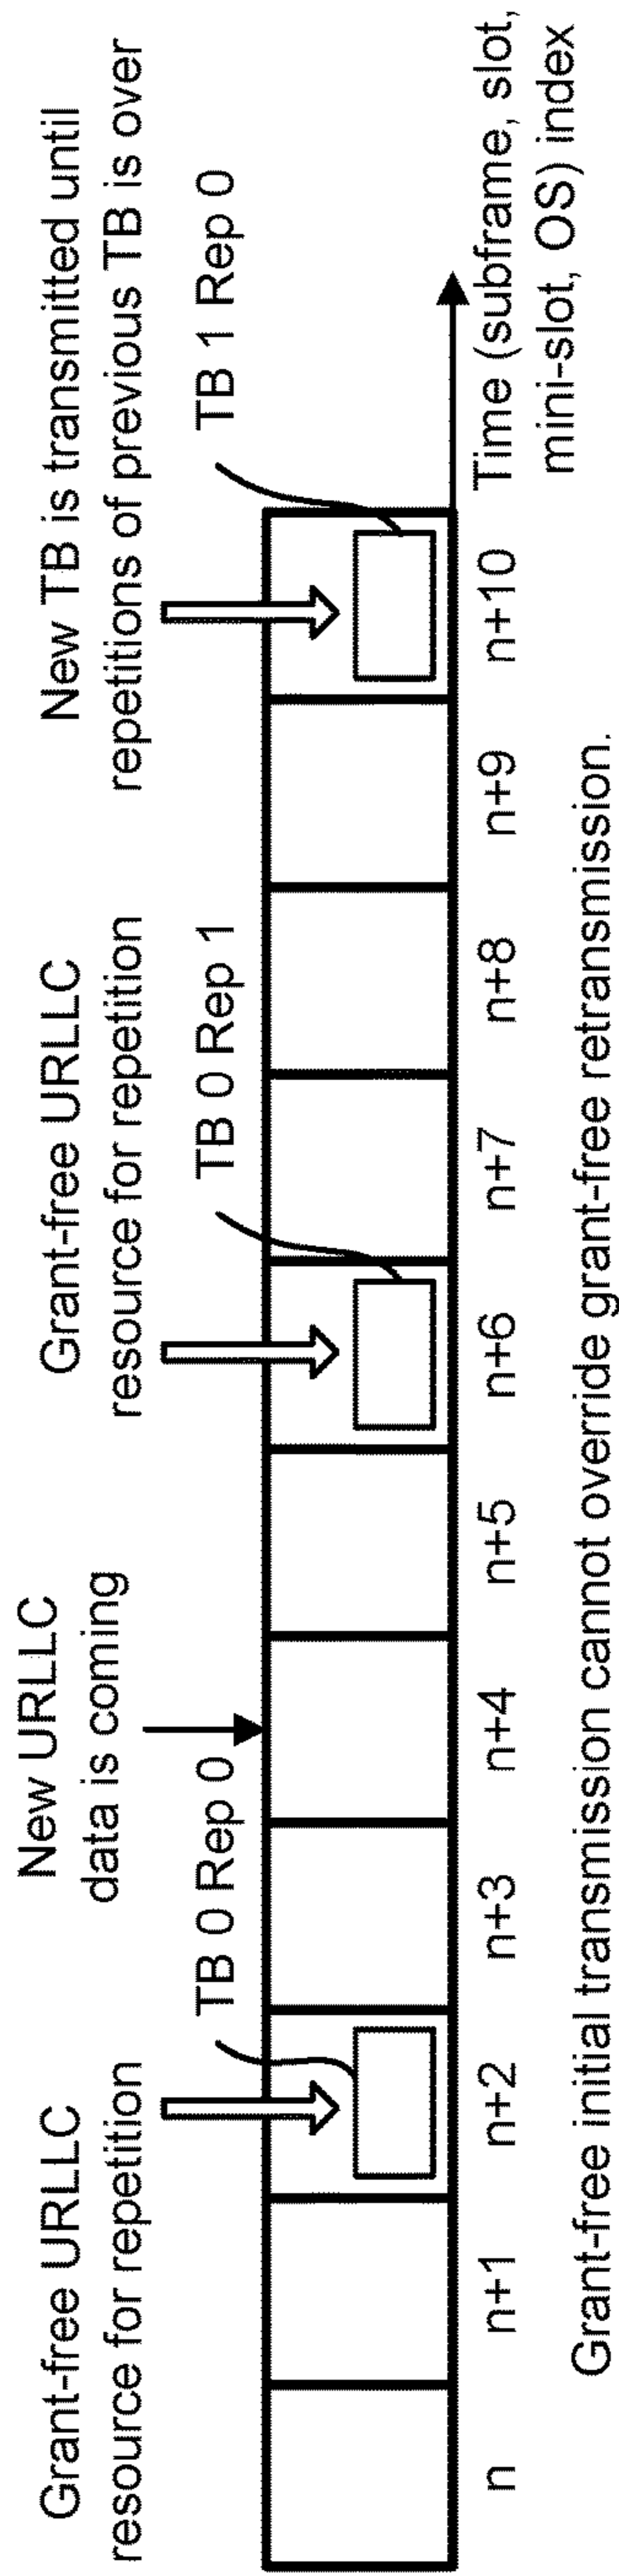 Grant-free URLLC
resource for repetition
New URLLC
data is coming
Grant-free URLLC
resource for repetition
New TB is transmitted until
repetitions of previous TB is over
TB 0 Rep 0
TB 0 Rep 1
TB 1 Rep 0
n n+1 n+2 n+3 n+4 n+5 n+6 n+7 n+8 n+9 n+10
Time (subframe, slot,
mini-slot, OS) index
Grant-free initial transmission cannot override grant-free retransmission.